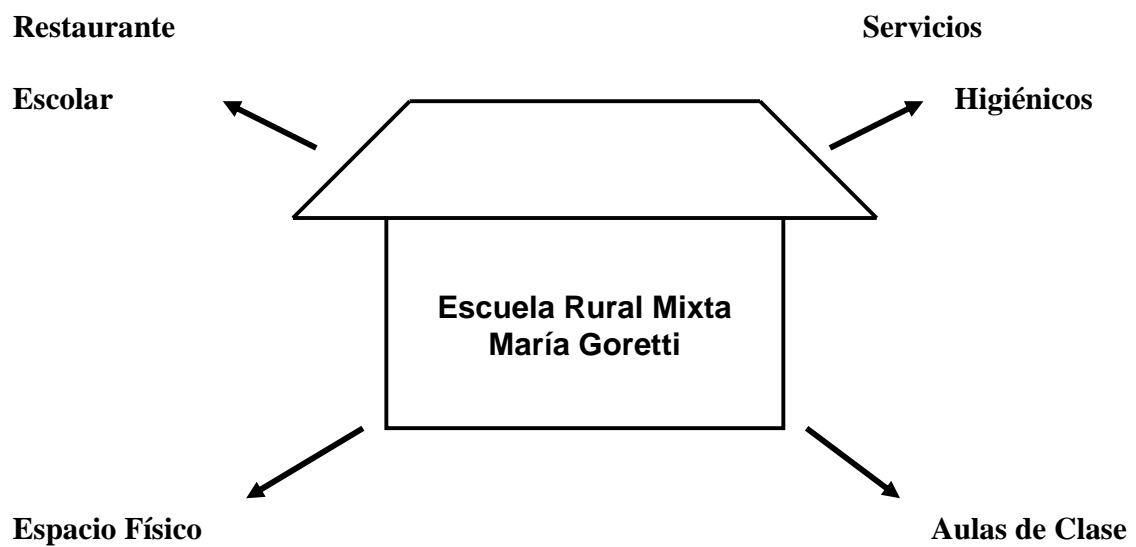 Restaurante
Servicios
Escolar
Higiénicos
Escuela Rural Mixta
María Goretti
Espacio Físico
Aulas de Clase